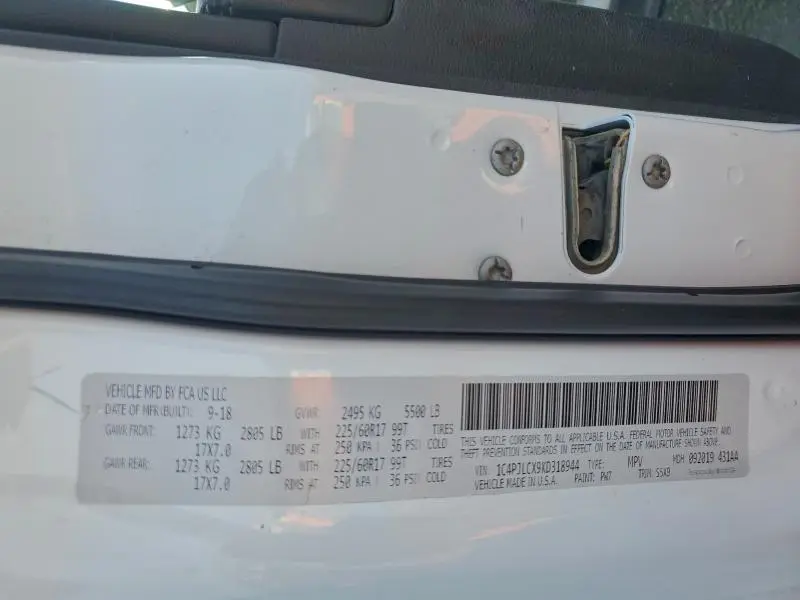 VEHICLE MFD BY FCA US LLC
DATE OF MFR(BUILT): 9-18 GVWR: 2495 KG 5500 LB
GAWR FRONT: 1273 KG 2805 LB WITH 225/60R17 99T TIRES
17X7.0 RIMS AT 250 KPA 36 PSI COLD
GAWR REAR: 1273 KG 2805 LB WITH 225/60R17 99T TIRES
17X7.0 RIMS AT 250 KPA 36 PSI COLD
THIS VEHICLE CONFORMS TO ALL APPLICABLE U.S.A. FEDERAL MOTOR VEHICLE SAFETY AND
THEFT PREVENTION STANDARDS IN EFFECT ON THE DATE OF MANUFACTURE SHOWN ABOVE.
VIN: 1C4PJLCX9KD318944 TYPE: MPV MDH 092019 431AA
VEHICLE MADE IN U.S.A. PAINT: PW7 TRIM: S5X9